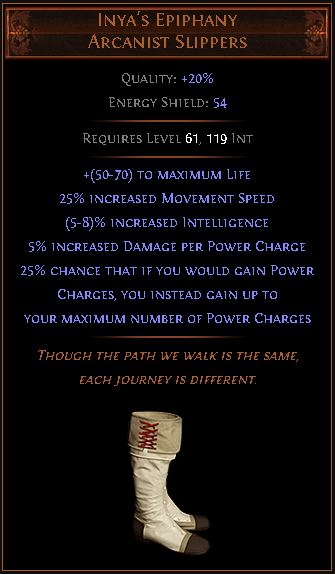 Inya's Epiphany
Arcanist Slippers
Quality: +20%
Energy Shield: 54
Requires Level 61, 119 Int
+(50-70) to maximum Life
25% increased Movement Speed
(5-8)% increased Intelligence
5% increased Damage per Power Charge
25% chance that if you would gain Power
Charges, you instead gain up to
your maximum number of Power Charges
Though the path we walk is the same,
each journey is different.